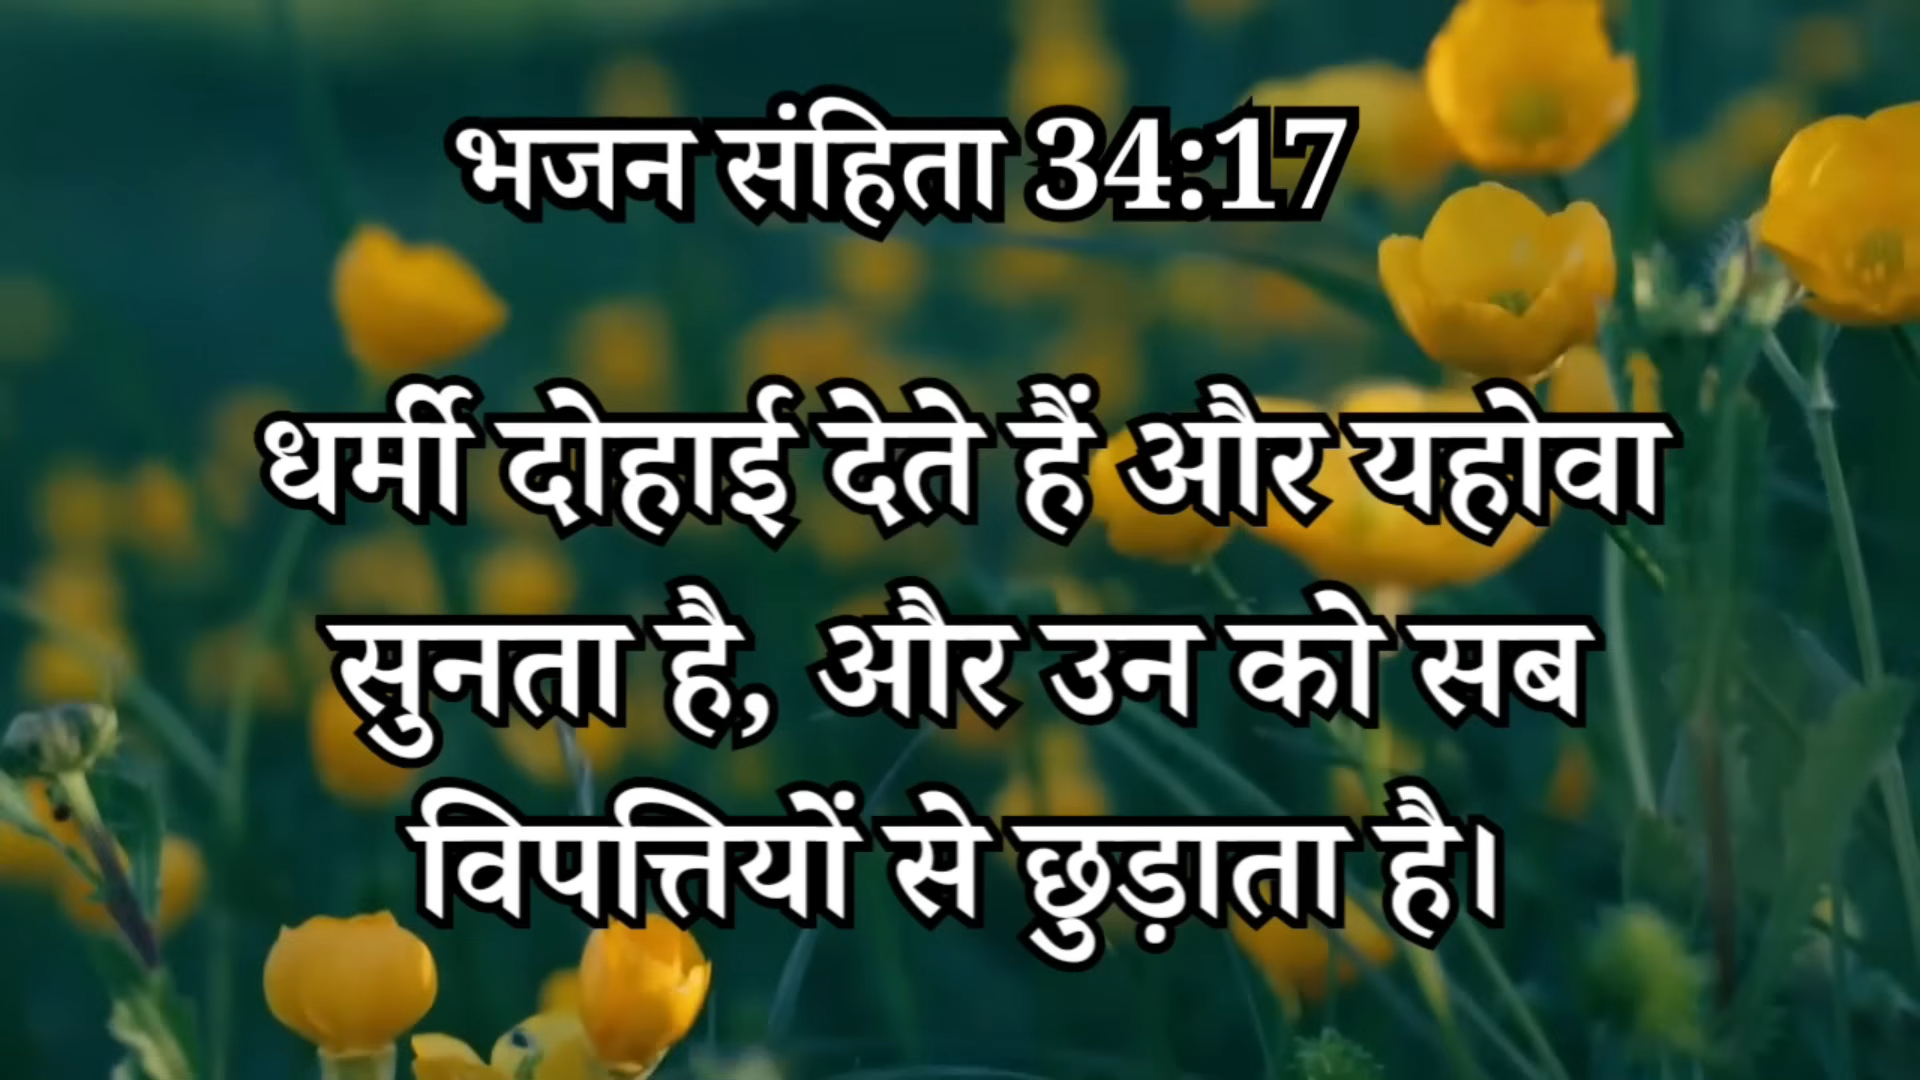 भजन संहिता 34:17
धर्मी दोहाई देते हैं और यहोवा
सुनता है, और उन को सब
विपत्तियों से छुड़ाता है।